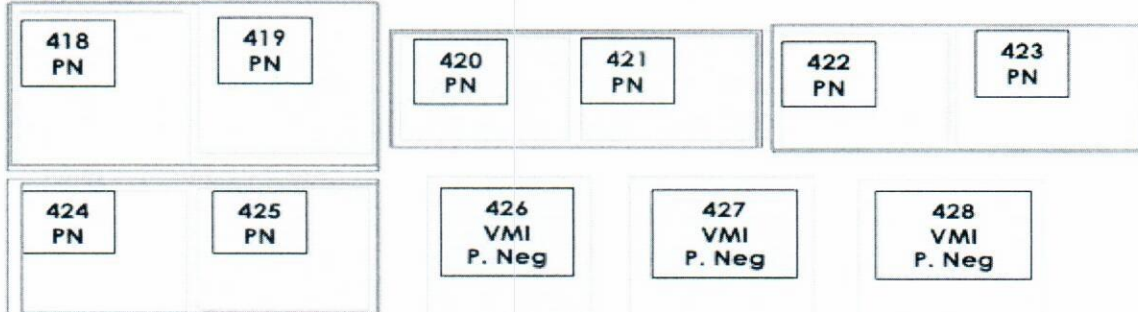 418
PN
419
PN
420
PN
421
PN
422
PN
423
PN
424
PN
425
PN
426
VMI
P. Neg
427
VMI
P. Neg
428
VMI
P. Neg